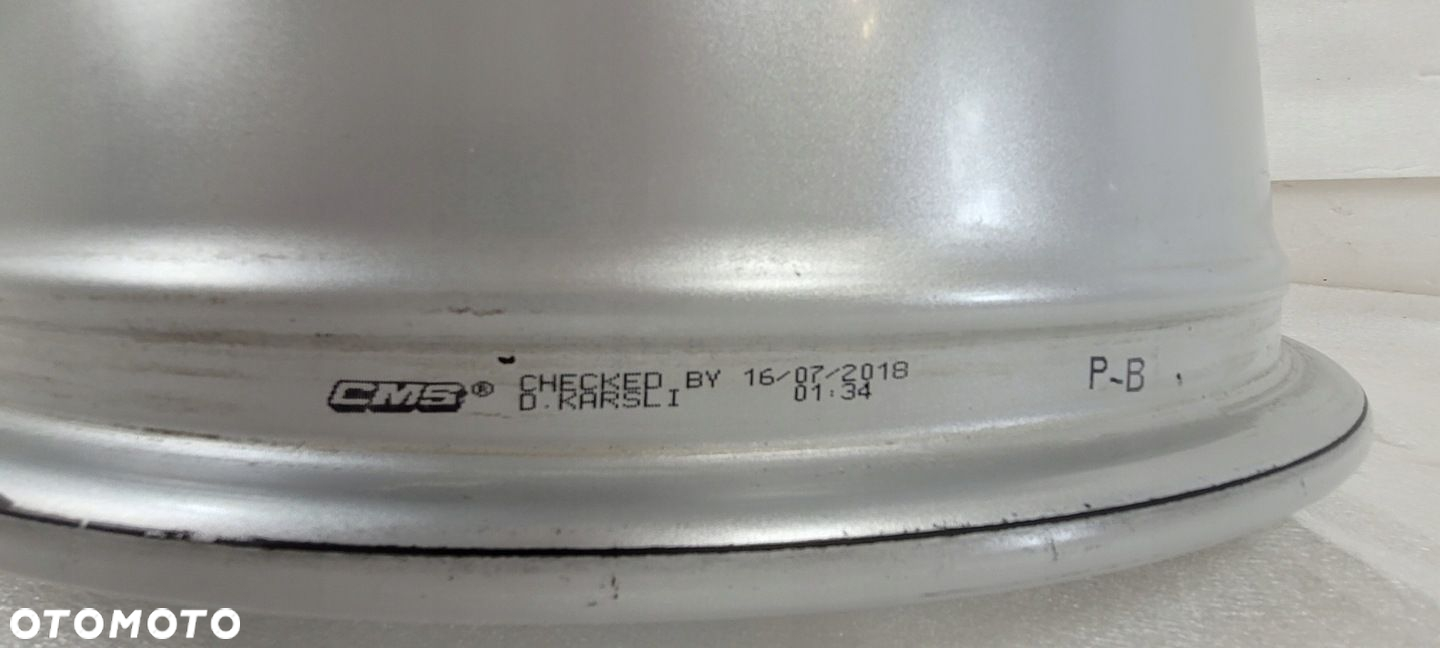 CMS® CHECKED BY 16/07/2018
D.KARSLI 01:34
P-B
OTOMOTO